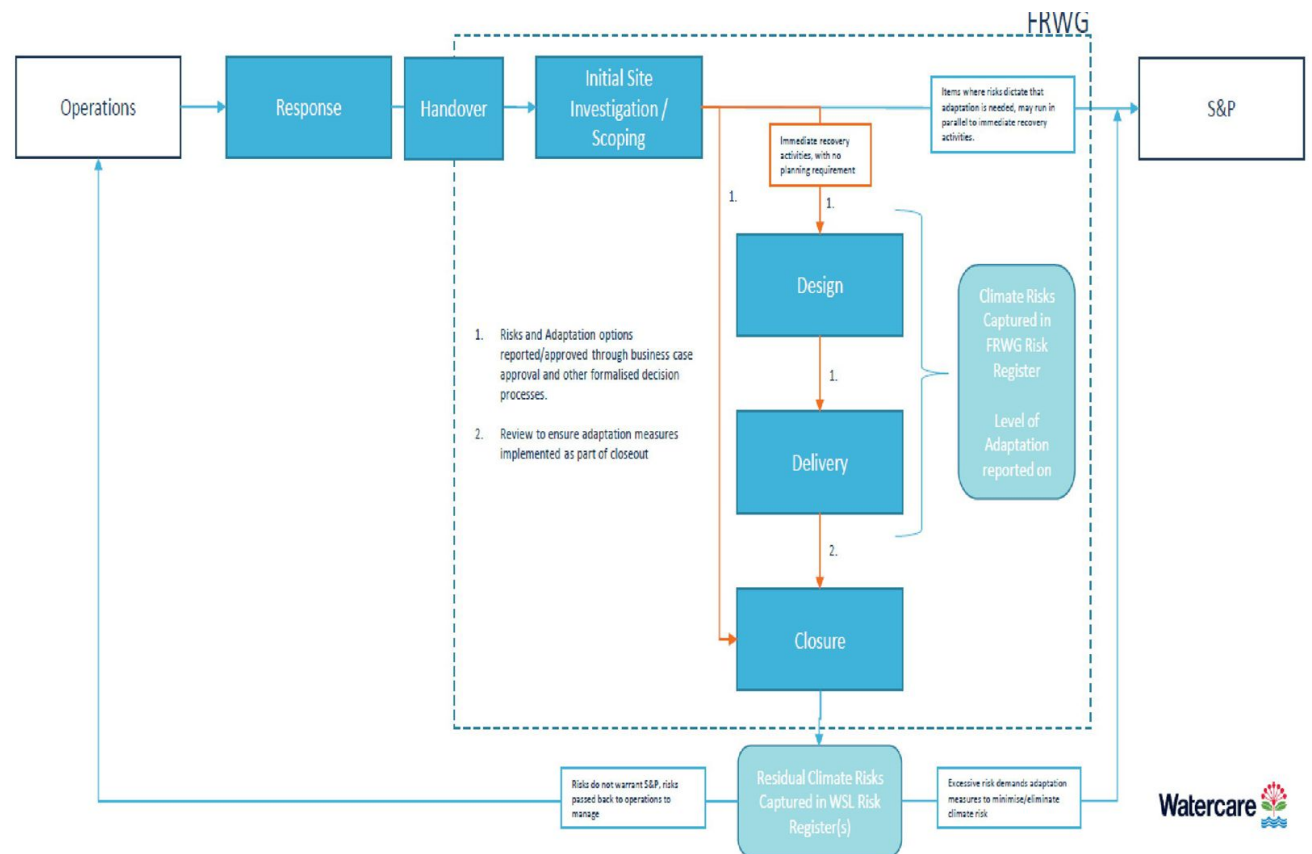 FRWG
Operations
Response
Handover
Initial Site
Investigation /
Scoping
Items where risks dictate that
adaptation is needed, may run in
parallel to immediate recovery
activities.
S&P
Immediate recovery
activities, with no
planning requirement
1.
1.
Design
Climate Risks
Captured in
FRWG Risk
Register
Level of
Adaptation
reported on
1. Risks and Adaptation options
reported/approved through business case
approval and other formalised decision
processes.
2. Review to ensure adaptation measures
implemented as part of closeout
1.
Delivery
2.
Closure
Risks do not warrant S&P, risks
passed back to operations to
manage
Residual Climate Risks
Captured in WSL Risk
Register(s)
Excessive risk demands adaptation
measures to minimise/eliminate
climate risk
Watercare